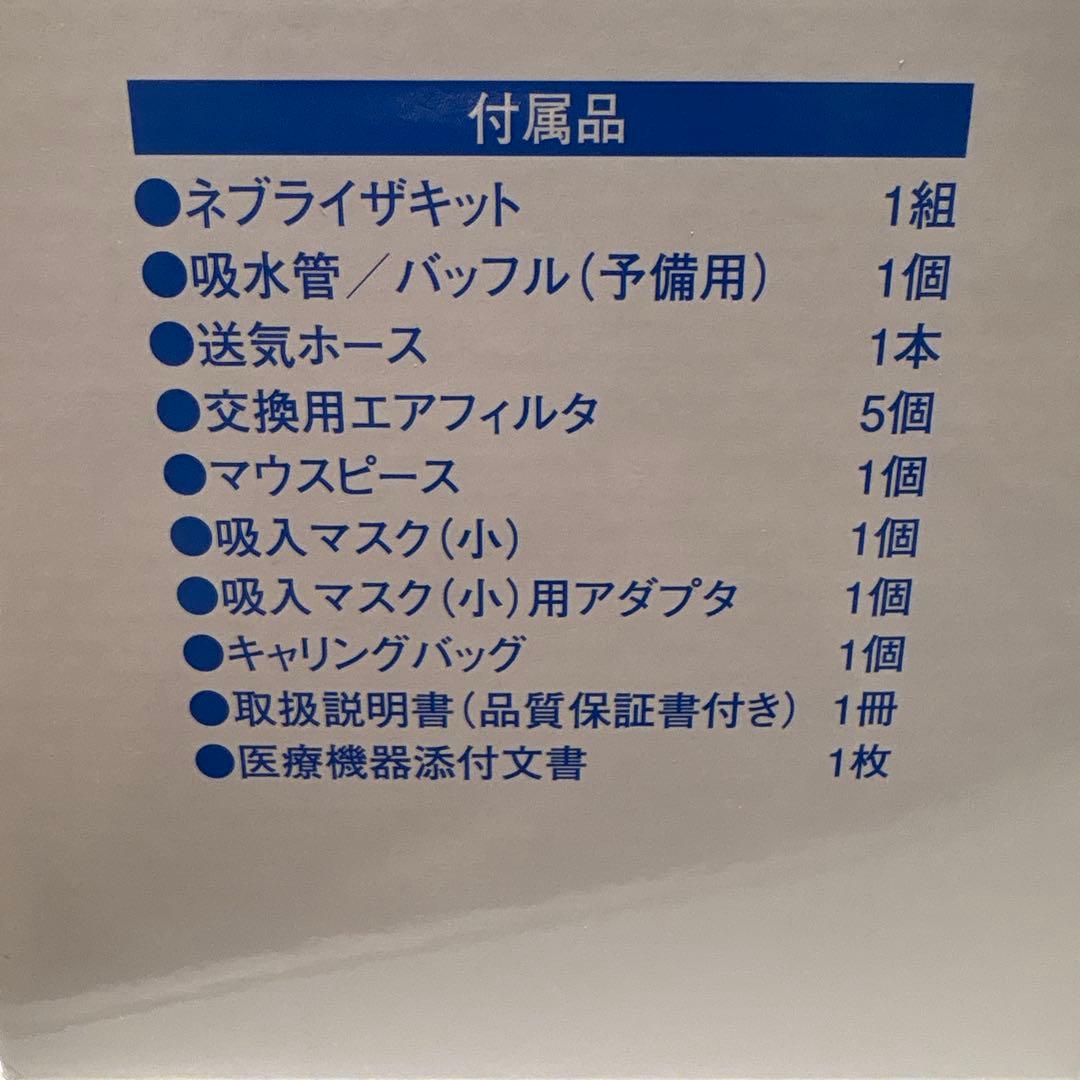 付属品
●ネブライザキット 1組
●吸水管／バッフル（予備用） 1個
●送気ホース 1本
●交換用エアフィルタ 5個
●マウスピース 1個
●吸入マスク（小） 1個
●吸入マスク（小）用アダプタ 1個
●キャリングバッグ 1個
●取扱説明書（品質保証書付き） 1冊
●医療機器添付文書 1枚